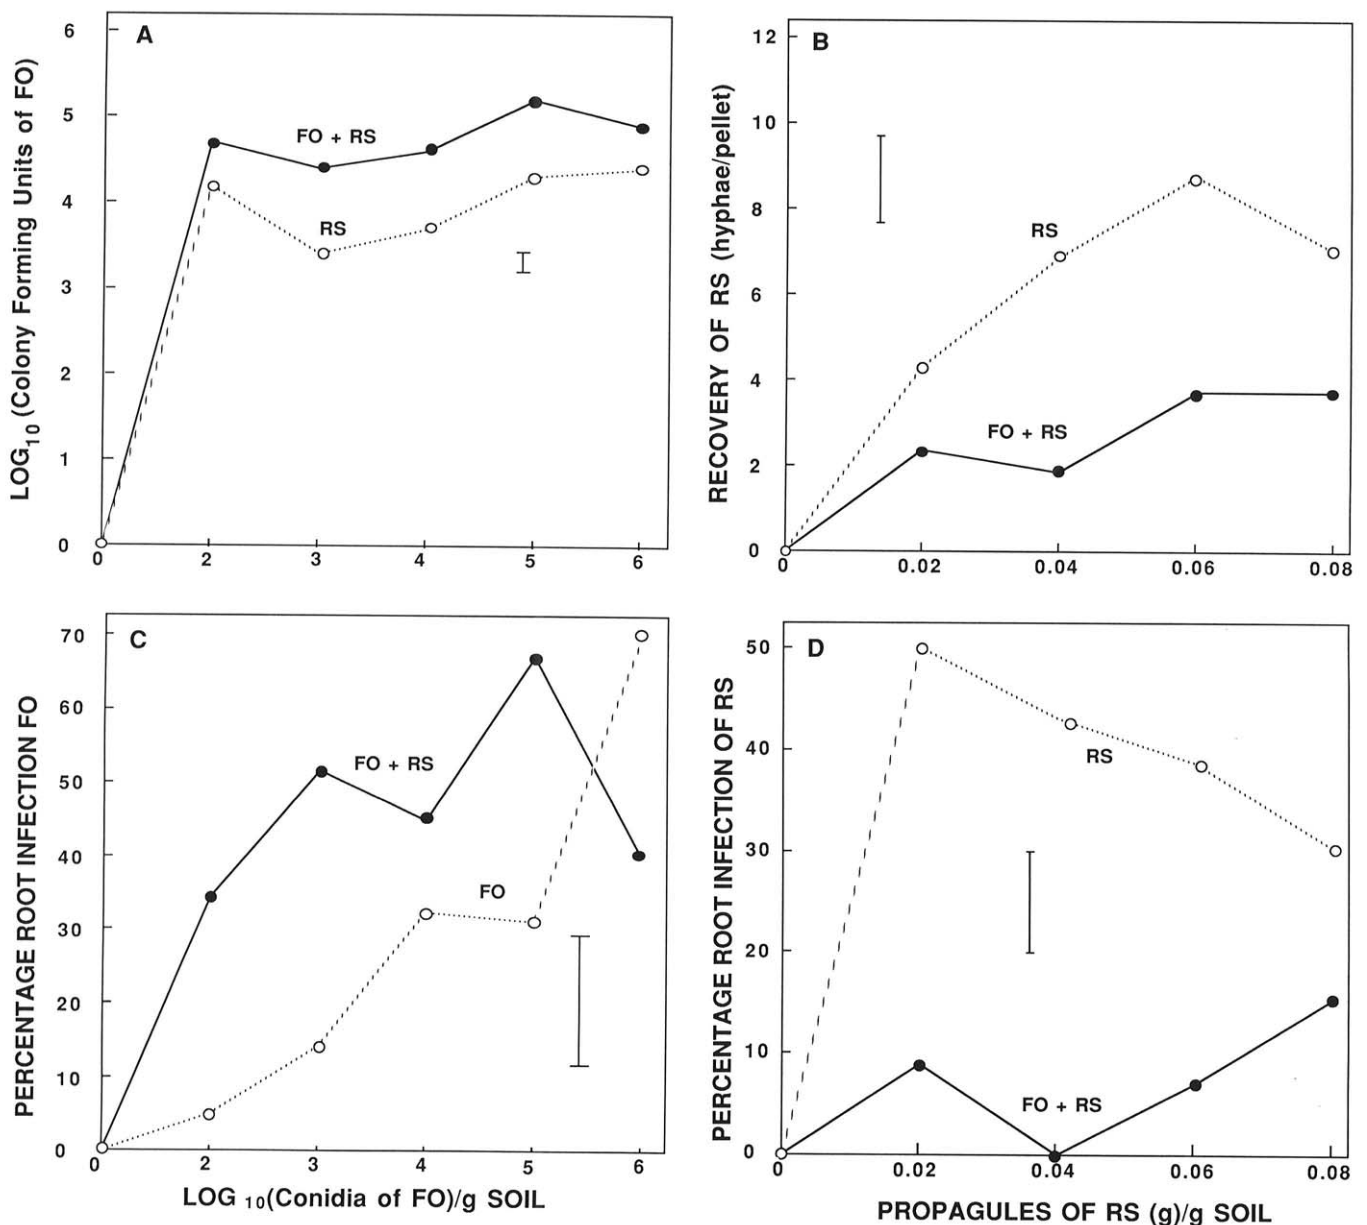 A
LOG10 (Colony Forming Units of FO)
6
5
4
3
2
1
0
FO + RS
RS
0 2 3 4 5 6
B
RECOVERY OF RS (hyphae/pellet)
12
10
8
6
4
2
0
RS
FO + RS
0 0.02 0.04 0.06 0.08
C
PERCENTAGE ROOT INFECTION FO
70
60
50
40
30
20
10
0
FO + RS
FO
0 2 3 4 5 6
LOG 10(Conidia of FO)/g SOIL
D
PERCENTAGE ROOT INFECTION OF RS
50
40
30
20
10
0
RS
FO + RS
0 0.02 0.04 0.06 0.08
PROPAGULES OF RS (g)/g SOIL